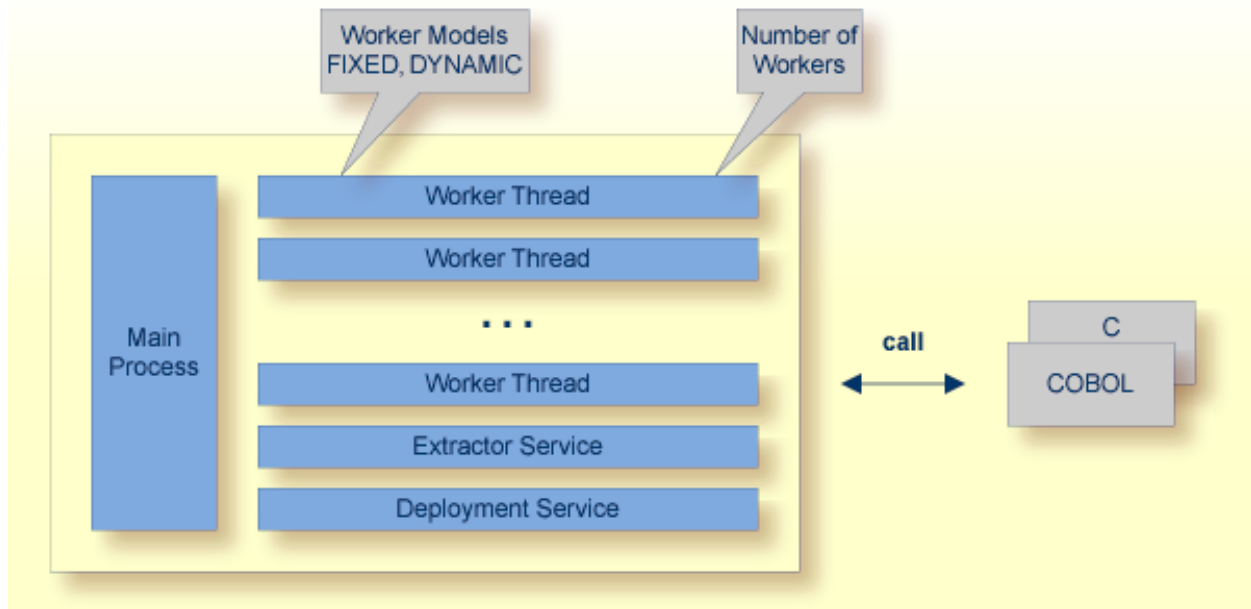 Worker Models
FIXED, DYNAMIC
Number of
Workers
Worker Thread
Worker Thread
...
Main
Process
Worker Thread
Extractor Service
Deployment Service
call
C
COBOL